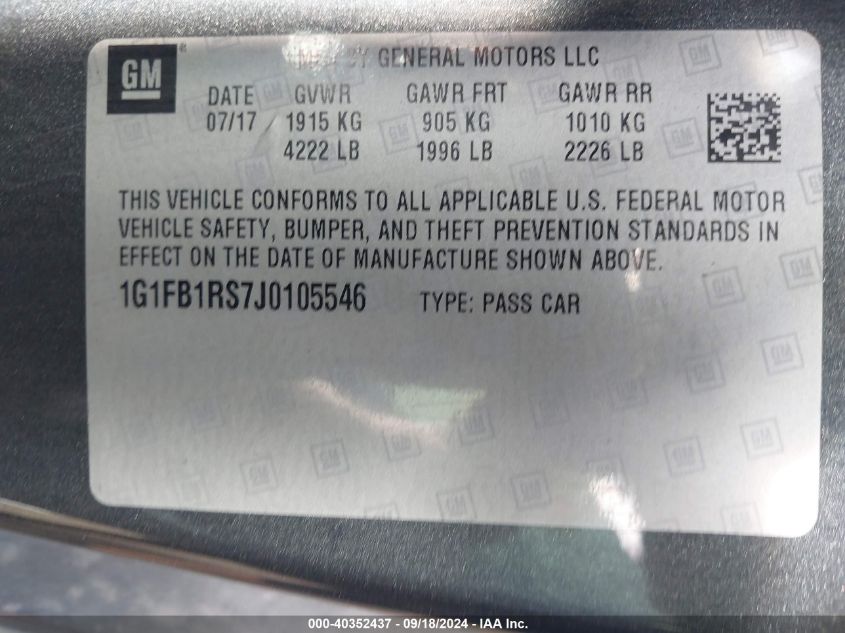 GM
MFD BY GENERAL MOTORS LLC
DATE GVWR GAWR FRT GAWR RR
07/17 1915 KG 905 KG 1010 KG
4222 LB 1996 LB 2226 LB
THIS VEHICLE CONFORMS TO ALL APPLICABLE U.S. FEDERAL MOTOR
VEHICLE SAFETY, BUMPER, AND THEFT PREVENTION STANDARDS IN
EFFECT ON THE DATE OF MANUFACTURE SHOWN ABOVE.
1G1FB1RS7J0105546 TYPE: PASS CAR
000-40352437 - 09/18/2024 - IAA Inc.